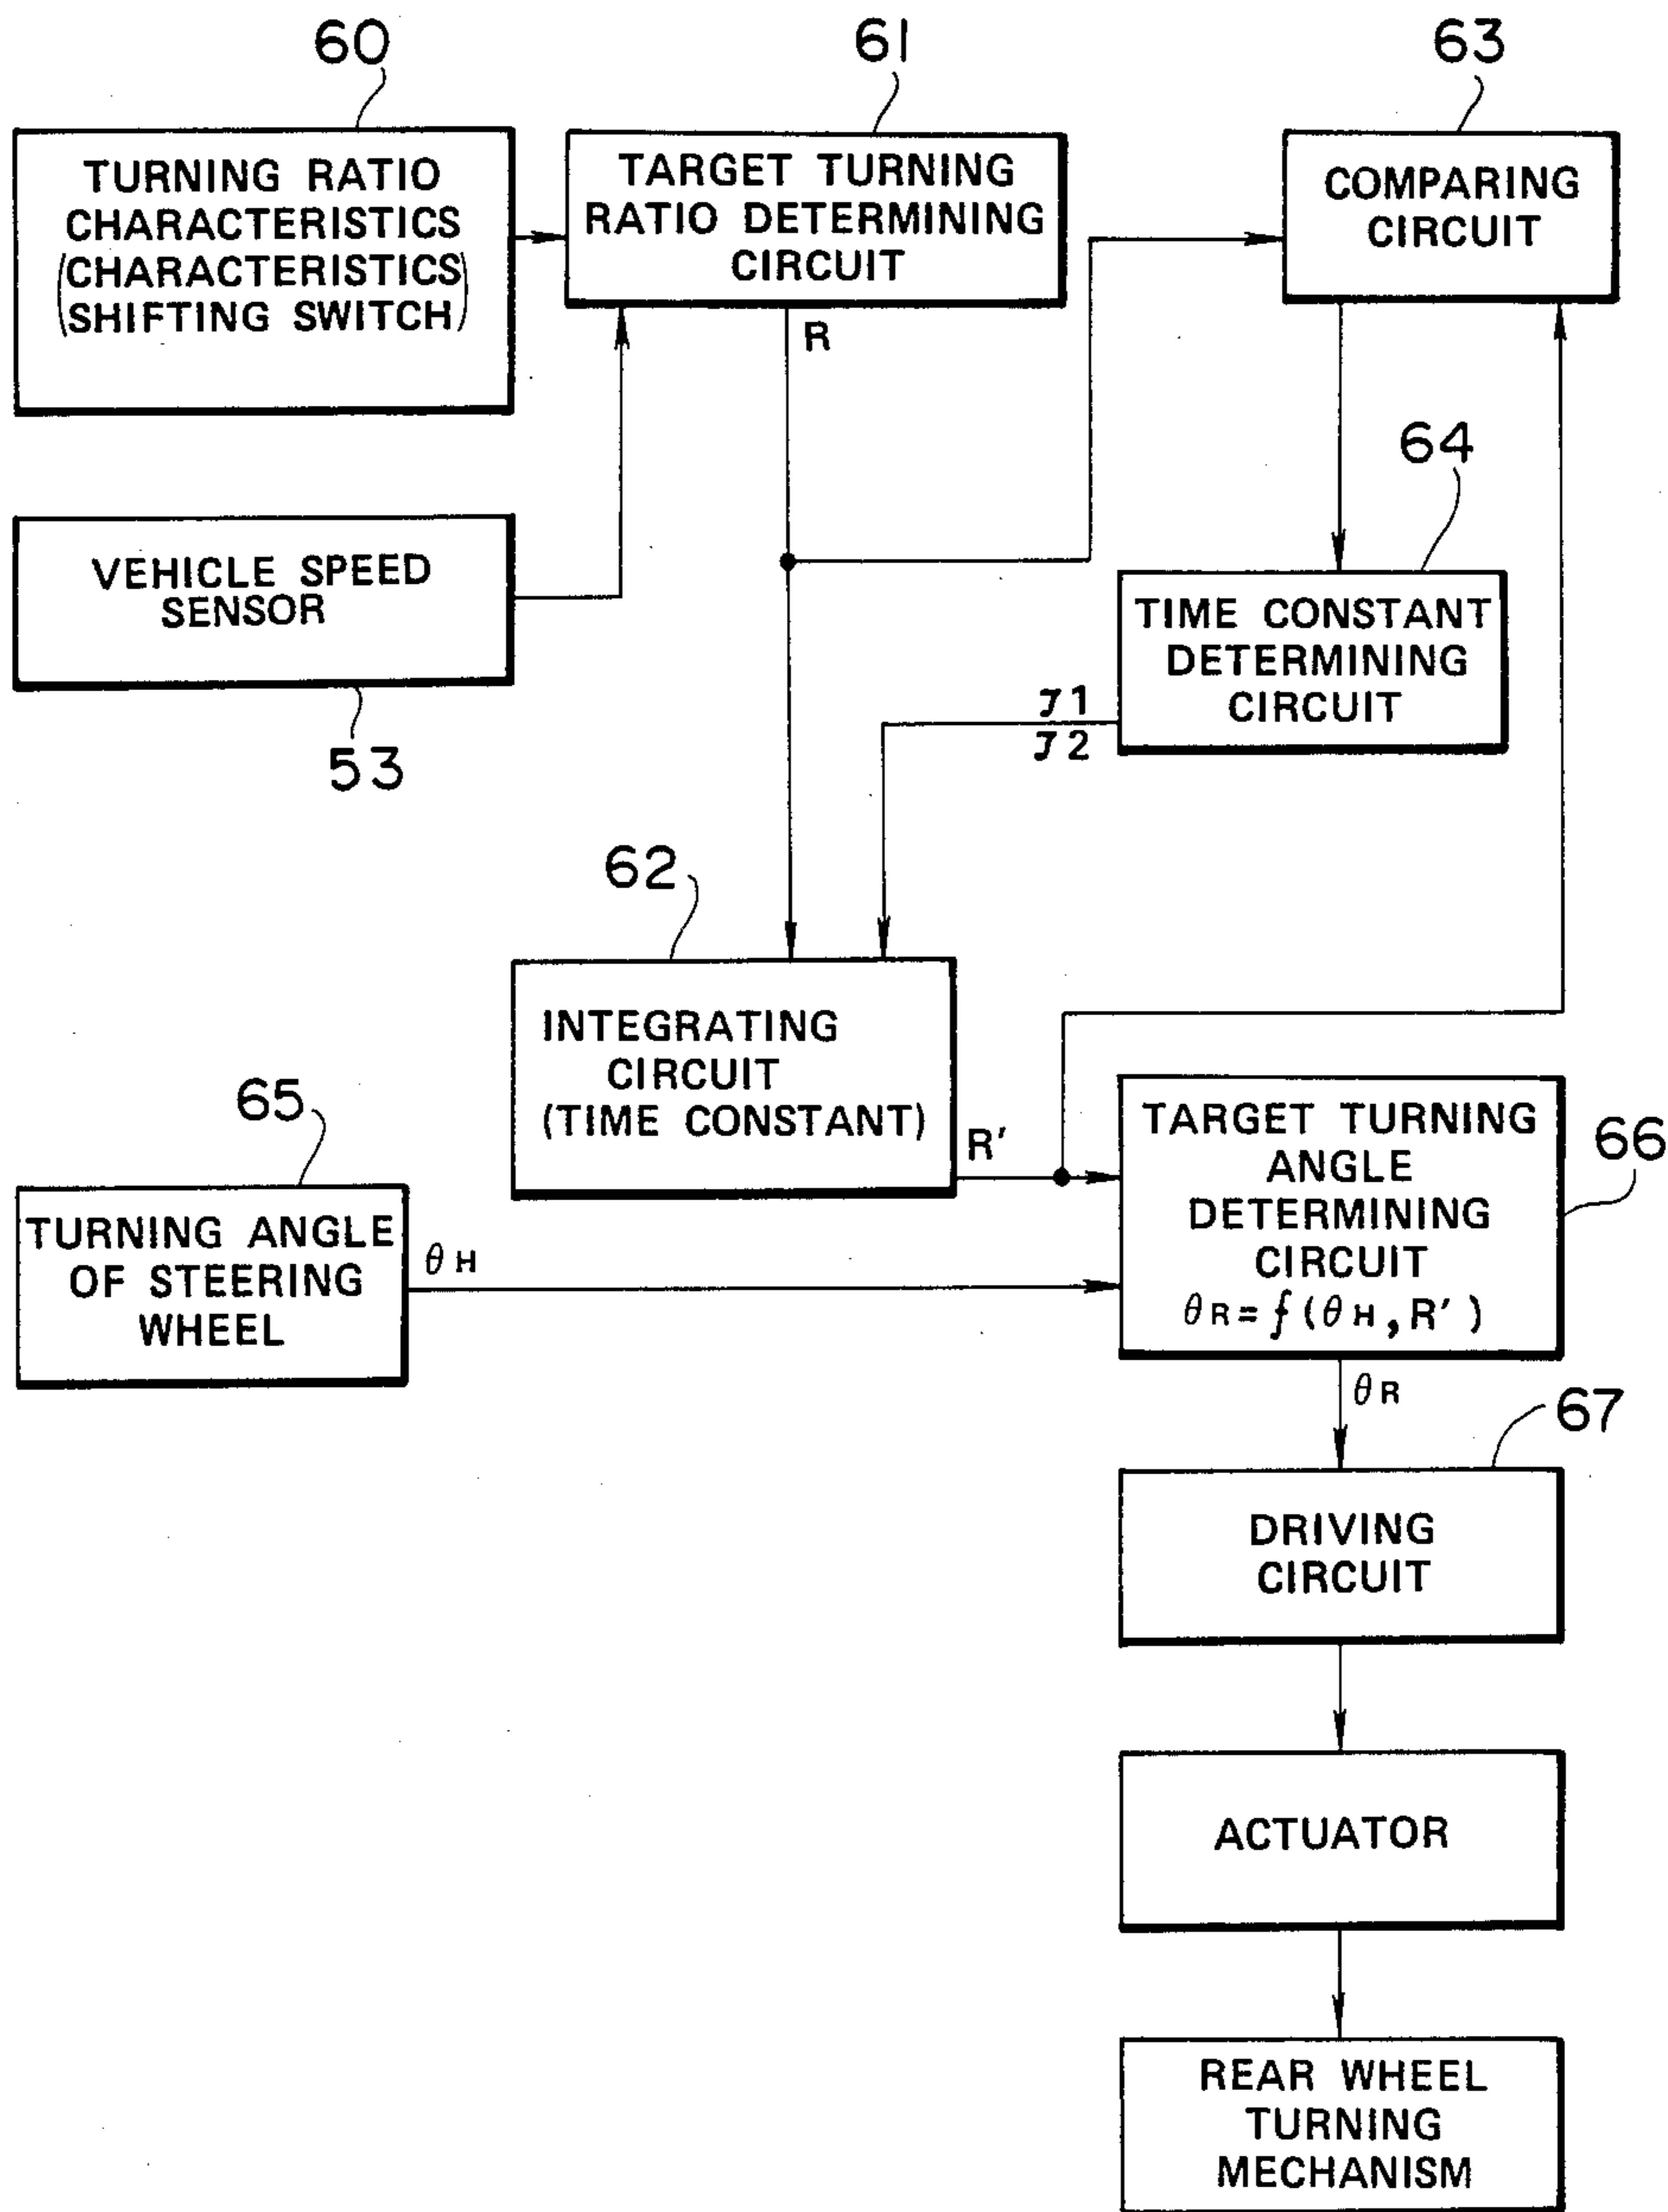 60
61
63
TURNING RATIO
CHARACTERISTICS
(CHARACTERISTICS
SHIFTING SWITCH)
TARGET TURNING
RATIO DETERMINING
CIRCUIT
COMPARING
CIRCUIT
R
64
VEHICLE SPEED
SENSOR
53
TIME CONSTANT
DETERMINING
CIRCUIT
τ1
τ2
62
INTEGRATING
CIRCUIT
(TIME CONSTANT)
R'
65
TURNING ANGLE
OF STEERING
WHEEL
θH
TARGET TURNING
ANGLE
DETERMINING
CIRCUIT
θR=f(θH,R')
66
θR
67
DRIVING
CIRCUIT
ACTUATOR
REAR WHEEL
TURNING
MECHANISM